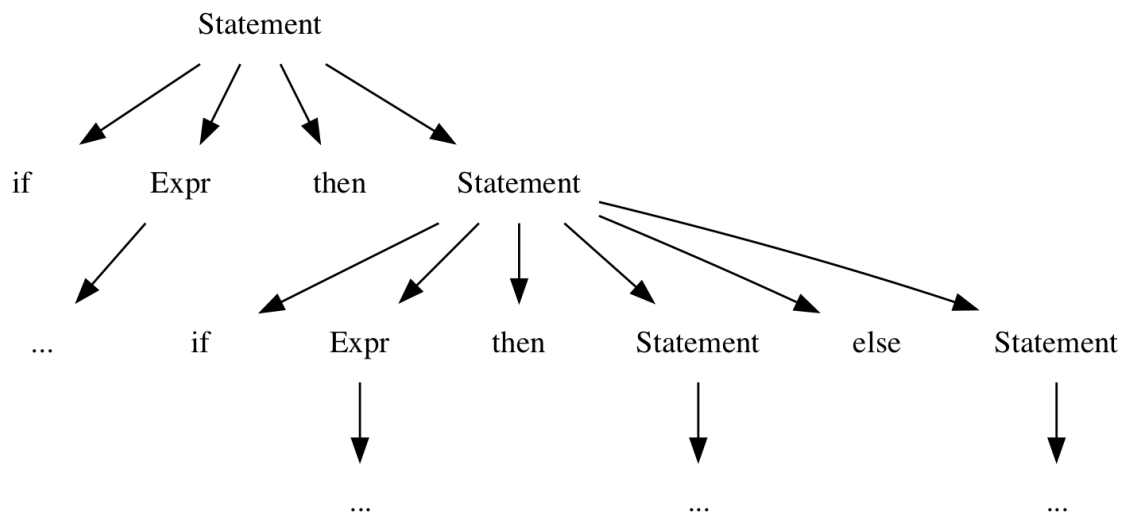 Statement
if Expr then Statement
... if Expr then Statement else Statement
... ... ...